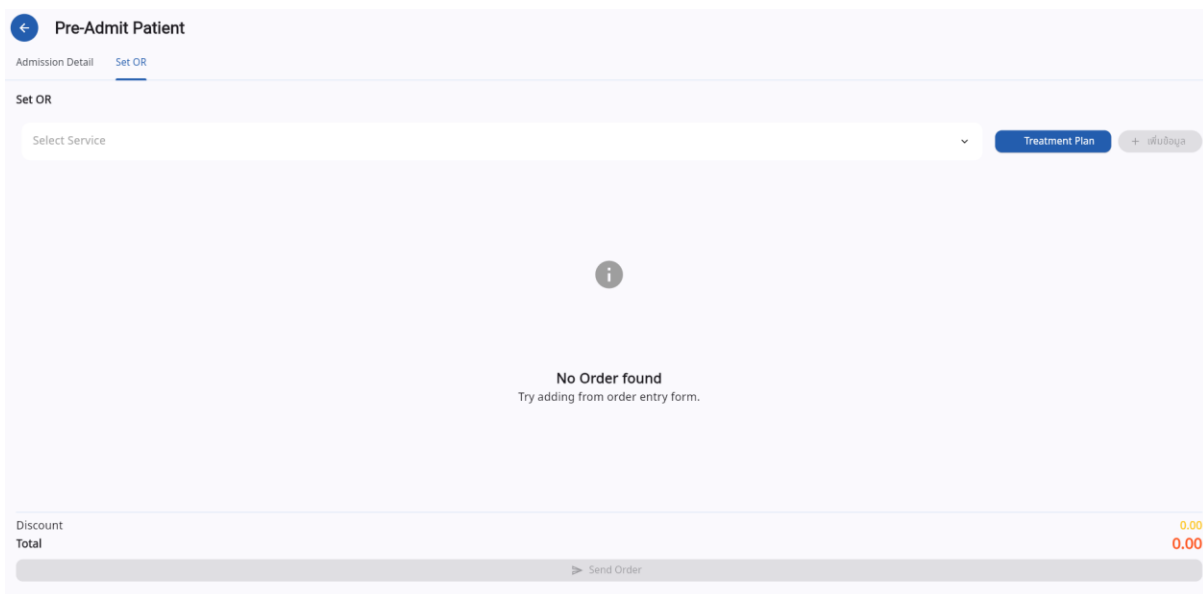 Pre-Admit Patient
Admission Detail Set OR
Set OR
Select Service Treatment Plan + เพิ่มข้อมูล
No Order found
Try adding from order entry form.
Discount 0.00
Total 0.00
Send Order